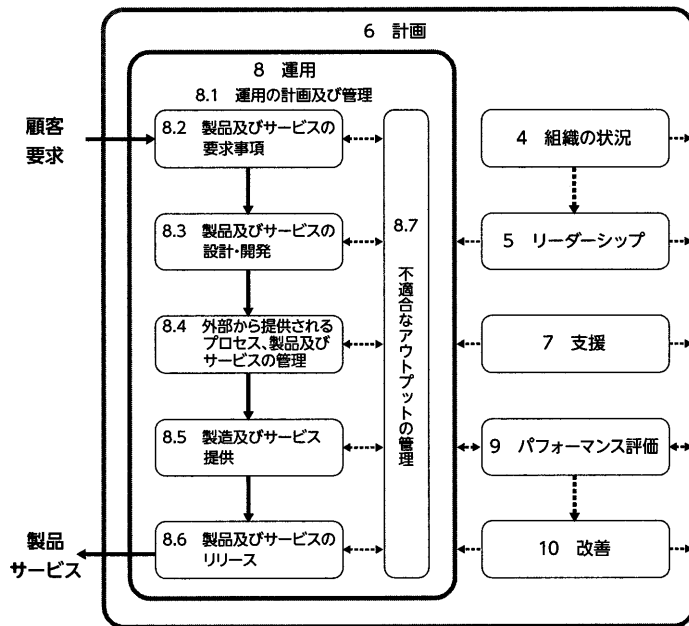 6 計画
8 運用
8.1 運用の計画及び管理
顧客
要求
8.2 製品及びサービスの
要求事項
8.3 製品及びサービスの
設計・開発
8.4 外部から提供される
プロセス、製品及び
サービスの管理
8.5 製造及びサービス
提供
8.6 製品及びサービスの
リリース
製品
サービス
8.7
不適合なアウトプットの管理
4 組織の状況
5 リーダーシップ
7 支援
9 パフォーマンス評価
10 改善